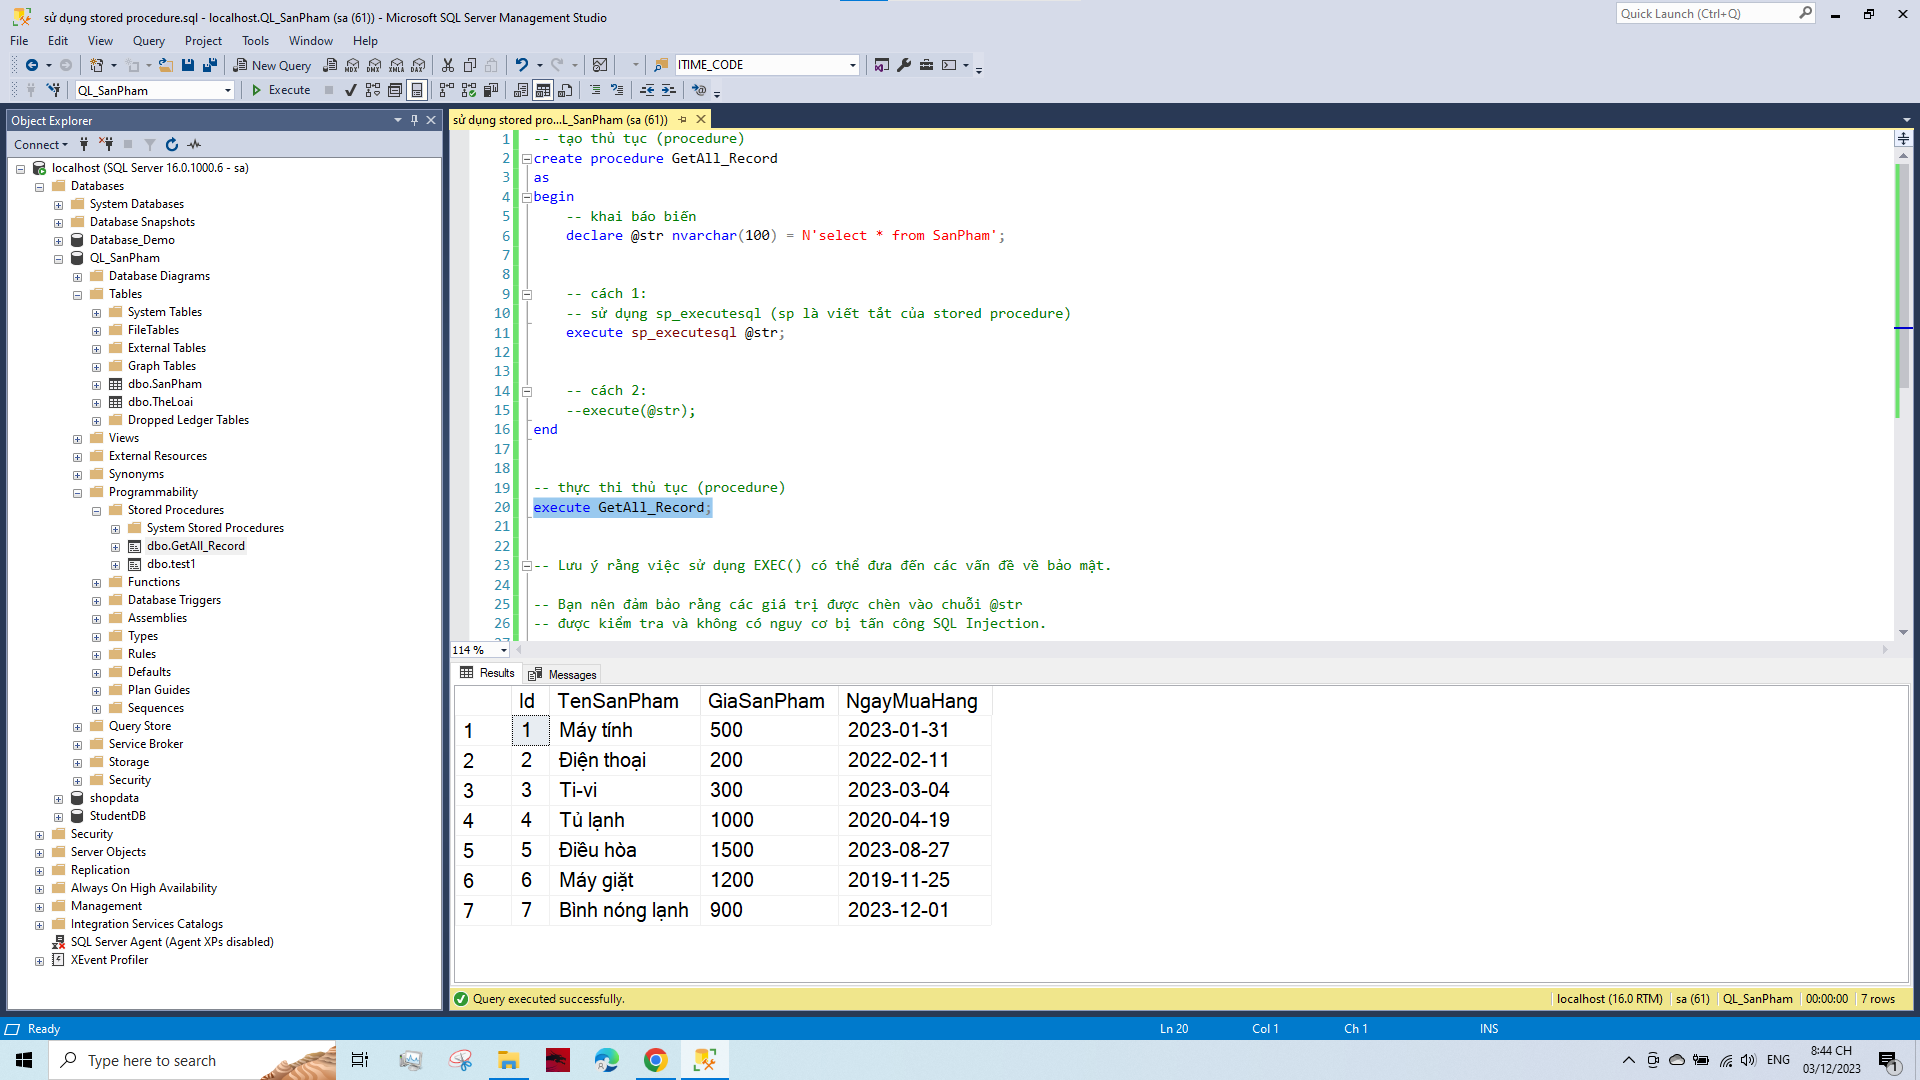 sử dụng stored procedure.sql - localhost.QL_SanPham (sa (61)) - Microsoft SQL Server Management Studio
Quick Launch (Ctrl+Q)
File Edit View Query Project Tools Window Help
New Query
MDX DMX XMLA DAX
ITIME_CODE
QL_SanPham
Execute
Object Explorer
Connect
localhost (SQL Server 16.0.1000.6 - sa)
Databases
System Databases
Database Snapshots
Database_Demo
QL_SanPham
Database Diagrams
Tables
System Tables
FileTables
External Tables
Graph Tables
dbo.SanPham
dbo.TheLoai
Dropped Ledger Tables
Views
External Resources
Synonyms
Programmability
Stored Procedures
System Stored Procedures
dbo.GetAll_Record
dbo.test1
Functions
Database Triggers
Assemblies
Types
Rules
Defaults
Plan Guides
Sequences
Query Store
Service Broker
Storage
Security
shopdata
StudentDB
Security
Server Objects
Replication
Always On High Availability
Management
Integration Services Catalogs
SQL Server Agent (Agent XPs disabled)
XEvent Profiler
sử dụng stored pro...L_SanPham (sa (61))
1 -- tạo thủ tục (procedure)
2 create procedure GetAll_Record
3 as
4 begin
5 -- khai báo biến
6 declare @str nvarchar(100) = N'select * from SanPham';
7
8
9 -- cách 1:
10 -- sử dụng sp_executesql (sp là viết tắt của stored procedure)
11 execute sp_executesql @str;
12
13
14 -- cách 2:
15 --execute(@str);
16 end
17
18
19 -- thực thi thủ tục (procedure)
20 execute GetAll_Record;
21
22
23 -- Lưu ý rằng việc sử dụng EXEC() có thể đưa đến các vấn đề về bảo mật.
24
25 -- Bạn nên đảm bảo rằng các giá trị được chèn vào chuỗi @str
26 -- được kiểm tra và không có nguy cơ bị tấn công SQL Injection.
27
114 %
Results Messages
Id TenSanPham GiaSanPham NgayMuaHang
1 1 Máy tính 500 2023-01-31
2 2 Điện thoại 200 2022-02-11
3 3 Ti-vi 300 2023-03-04
4 4 Tủ lạnh 1000 2020-04-19
5 5 Điều hòa 1500 2023-08-27
6 6 Máy giặt 1200 2019-11-25
7 7 Bình nóng lạnh 900 2023-12-01
Query executed successfully.
localhost (16.0 RTM) sa (61) QL_SanPham 00:00:00 7 rows
Ready
Ln 20 Col 1 Ch 1 INS
Type here to search
ENG
8:44 CH
03/12/2023
1